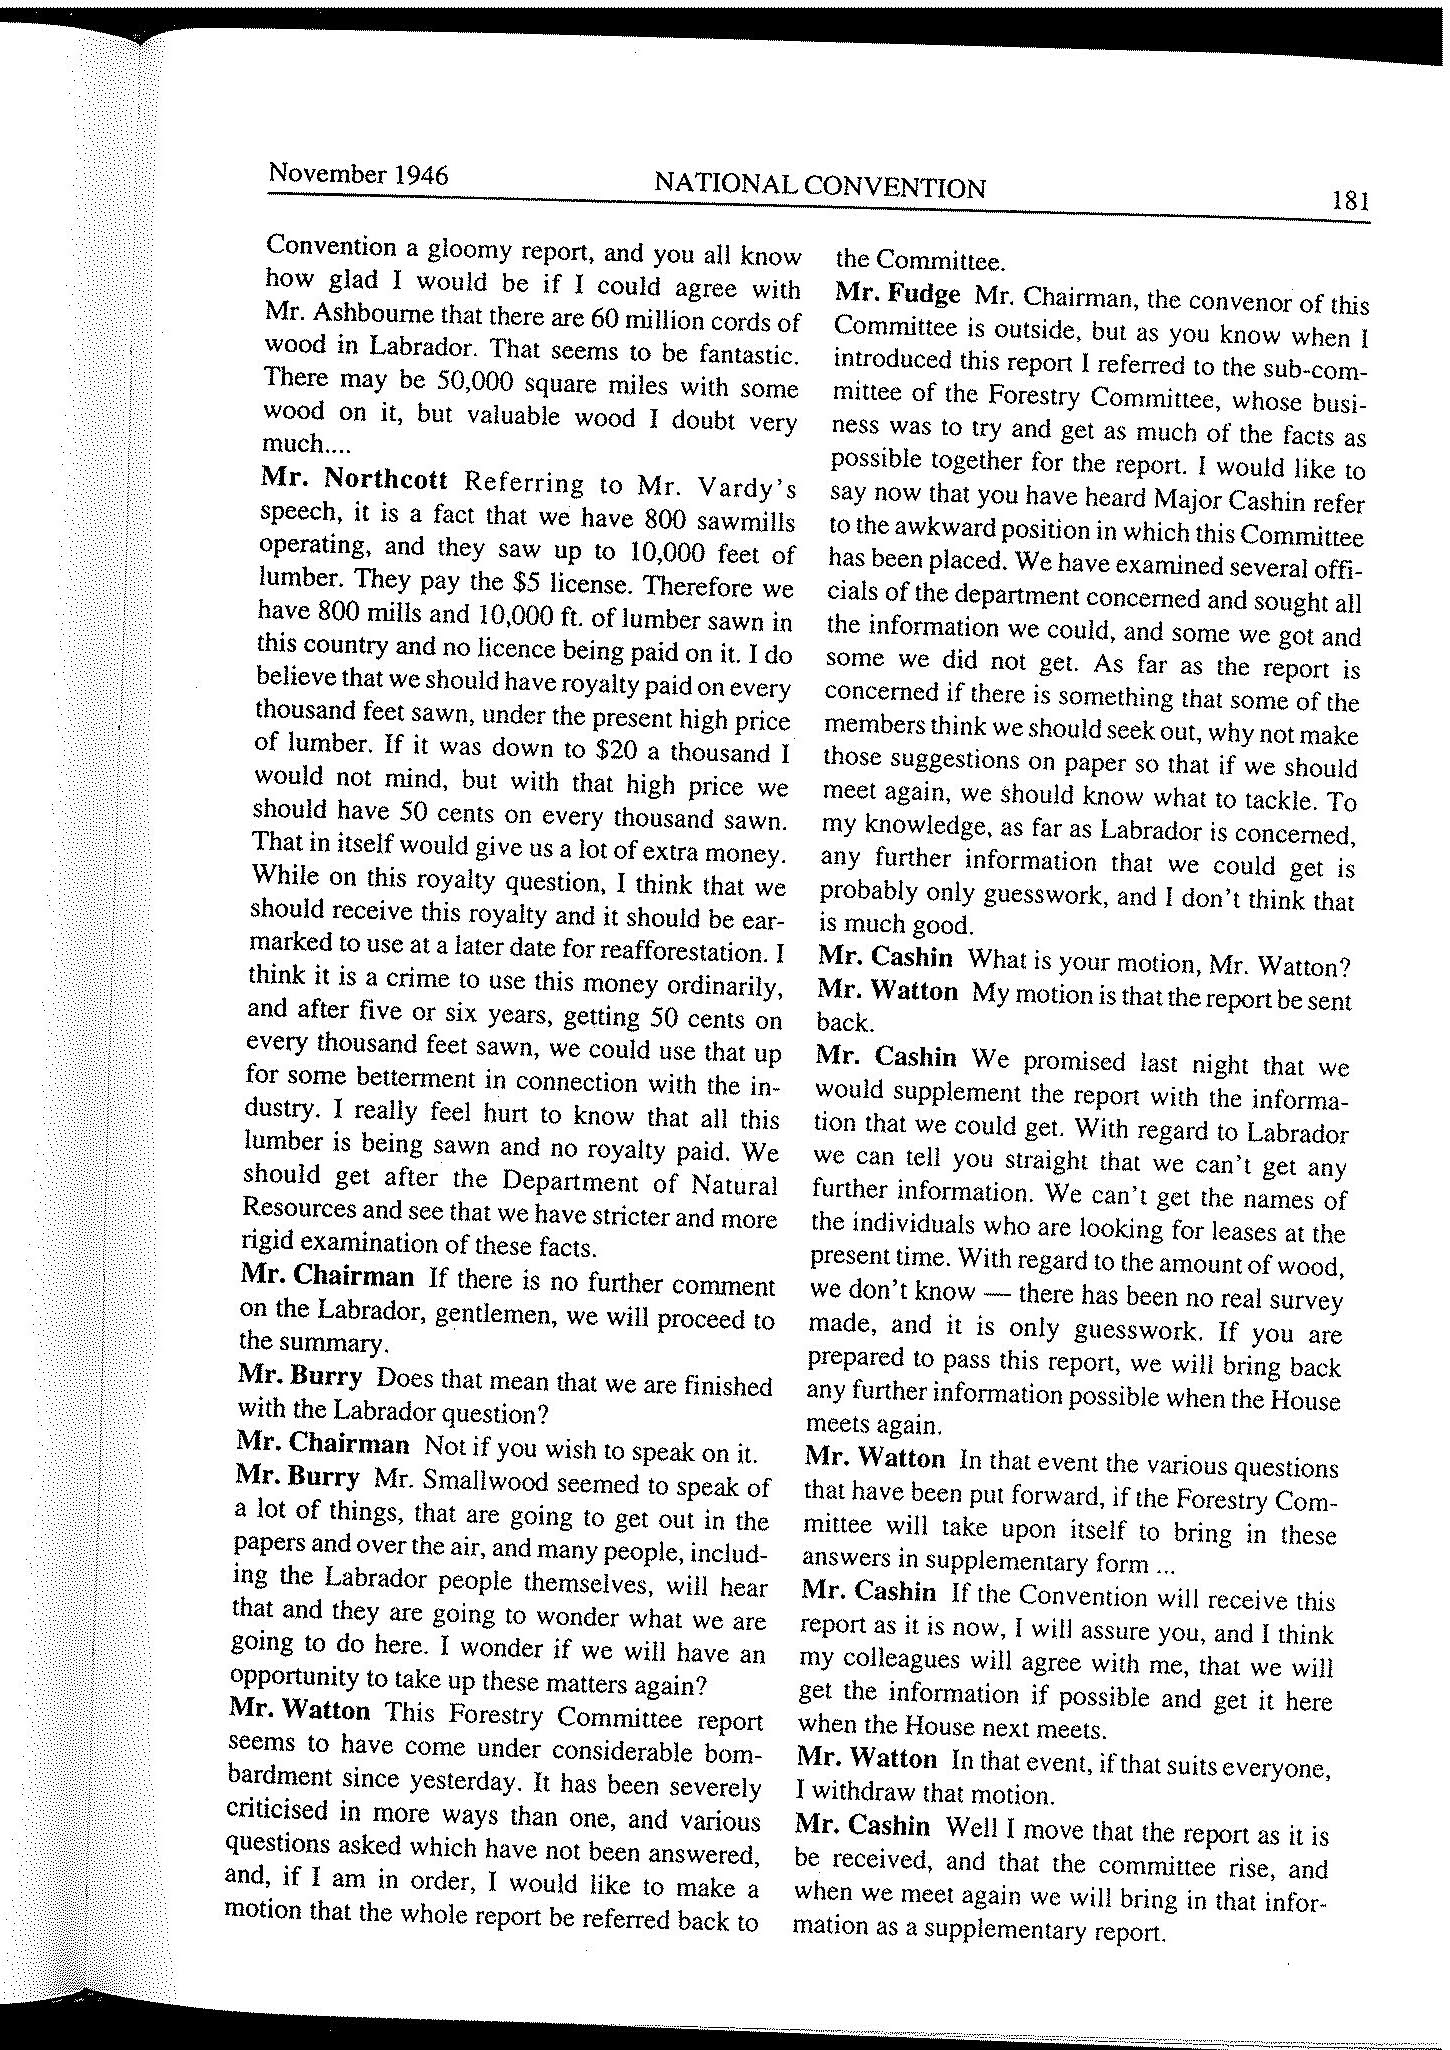 November 1946
NATIONAL CONVENTION
181
Convention a gloomy report, and you all know
how glad I would be if I could agree with
Mr. Ashbourne that there are 60 million cords of
wood in Labrador. That seems to be fantastic.
There may be 50,000 square miles with some
wood on it, but valuable wood I doubt very
much....
Mr. Northcott Referring to Mr. Vardy's
speech, it is a fact that we have 800 sawmills
operating, and they saw up to 10,000 feet of
lumber. They pay the $5 license. Therefore we
have 800 mills and 10,000 ft. of lumber sawn in
this country and no licence being paid on it. I do
believe that we should have royalty paid on every
thousand feet sawn, under the present high price
of lumber. If it was down to $20 a thousand I
would not mind, but with that high price we
should have 50 cents on every thousand sawn.
That in itself would give us a lot of extra money.
While on this royalty question, I think that we
should receive this royalty and it should be ear-
marked to use at a later date for reafforestation. I
think it is a crime to use this money ordinarily,
and after five or six years, getting 50 cents on
every thousand feet sawn, we could use that up
for some betterment in connection with the in-
dustry. I really feel hurt to know that all this
lumber is being sawn and no royalty paid. We
should get after the Department of Natural
Resources and see that we have stricter and more
rigid examination of these facts.
Mr. Chairman If there is no further comment
on the Labrador, gentlemen, we will proceed to
the summary.
Mr. Burry Does that mean that we are finished
with the Labrador question?
Mr. Chairman Not if you wish to speak on it.
Mr. Burry Mr. Smallwood seemed to speak of
a lot of things, that are going to get out in the
papers and over the air, and many people, includ-
ing the Labrador people themselves, will hear
that and they are going to wonder what we are
going to do here. I wonder if we will have an
opportunity to take up these matters again?
Mr. Watton This Forestry Committee report
seems to have come under considerable bom-
bardment since yesterday. It has been severely
criticised in more ways than one, and various
questions asked which have not been answered,
and, if I am in order, I would like to make a
motion that the whole report be referred back to
the Committee.
Mr. Fudge Mr. Chairman, the convenor of this
Committee is outside, but as you know when I
introduced this report I referred to the sub-com-
mittee of the Forestry Committee, whose busi-
ness was to try and get as much of the facts as
possible together for the report. I would like to
say now that you have heard Major Cashin refer
to the awkward position in which this Committee
has been placed. We have examined several offi-
cials of the department concerned and sought all
the information we could, and some we got and
some we did not get. As far as the report is
concerned if there is something that some of the
members think we should seek out, why not make
those suggestions on paper so that if we should
meet again, we should know what to tackle. To
my knowledge, as far as Labrador is concerned,
any further information that we could get is
probably only guesswork, and I don't think that
is much good.
Mr. Cashin What is your motion, Mr. Watton?
Mr. Watton My motion is that the report be sent
back.
Mr. Cashin We promised last night that we
would supplement the report with the informa-
tion that we could get. With regard to Labrador
we can tell you straight that we can't get any
further information. We can't get the names of
the individuals who are looking for leases at the
present time. With regard to the amount of wood,
we don't know — there has been no real survey
made, and it is only guesswork. If you are
prepared to pass this report, we will bring back
any further information possible when the House
meets again.
Mr. Watton In that event the various questions
that have been put forward, if the Forestry Com-
mittee will take upon itself to bring in these
answers in supplementary form ...
Mr. Cashin If the Convention will receive this
report as it is now, I will assure you, and I think
my colleagues will agree with me, that we will
get the information if possible and get it here
when the House next meets.
Mr. Watton In that event, if that suits everyone,
I withdraw that motion.
Mr. Cashin Well I move that the report as it is
be received, and that the committee rise, and
when we meet again we will bring in that infor-
mation as a supplementary report.